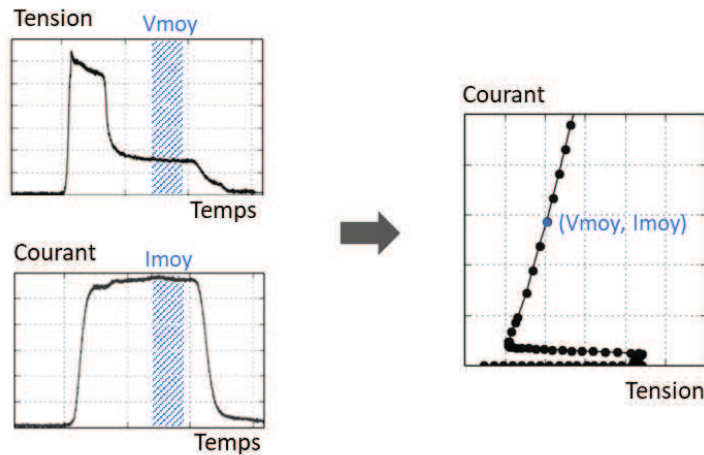 Tension
Vmoy
Temps
Courant
Imoy
Temps
Courant
(Vmoy, Imoy)
Tension